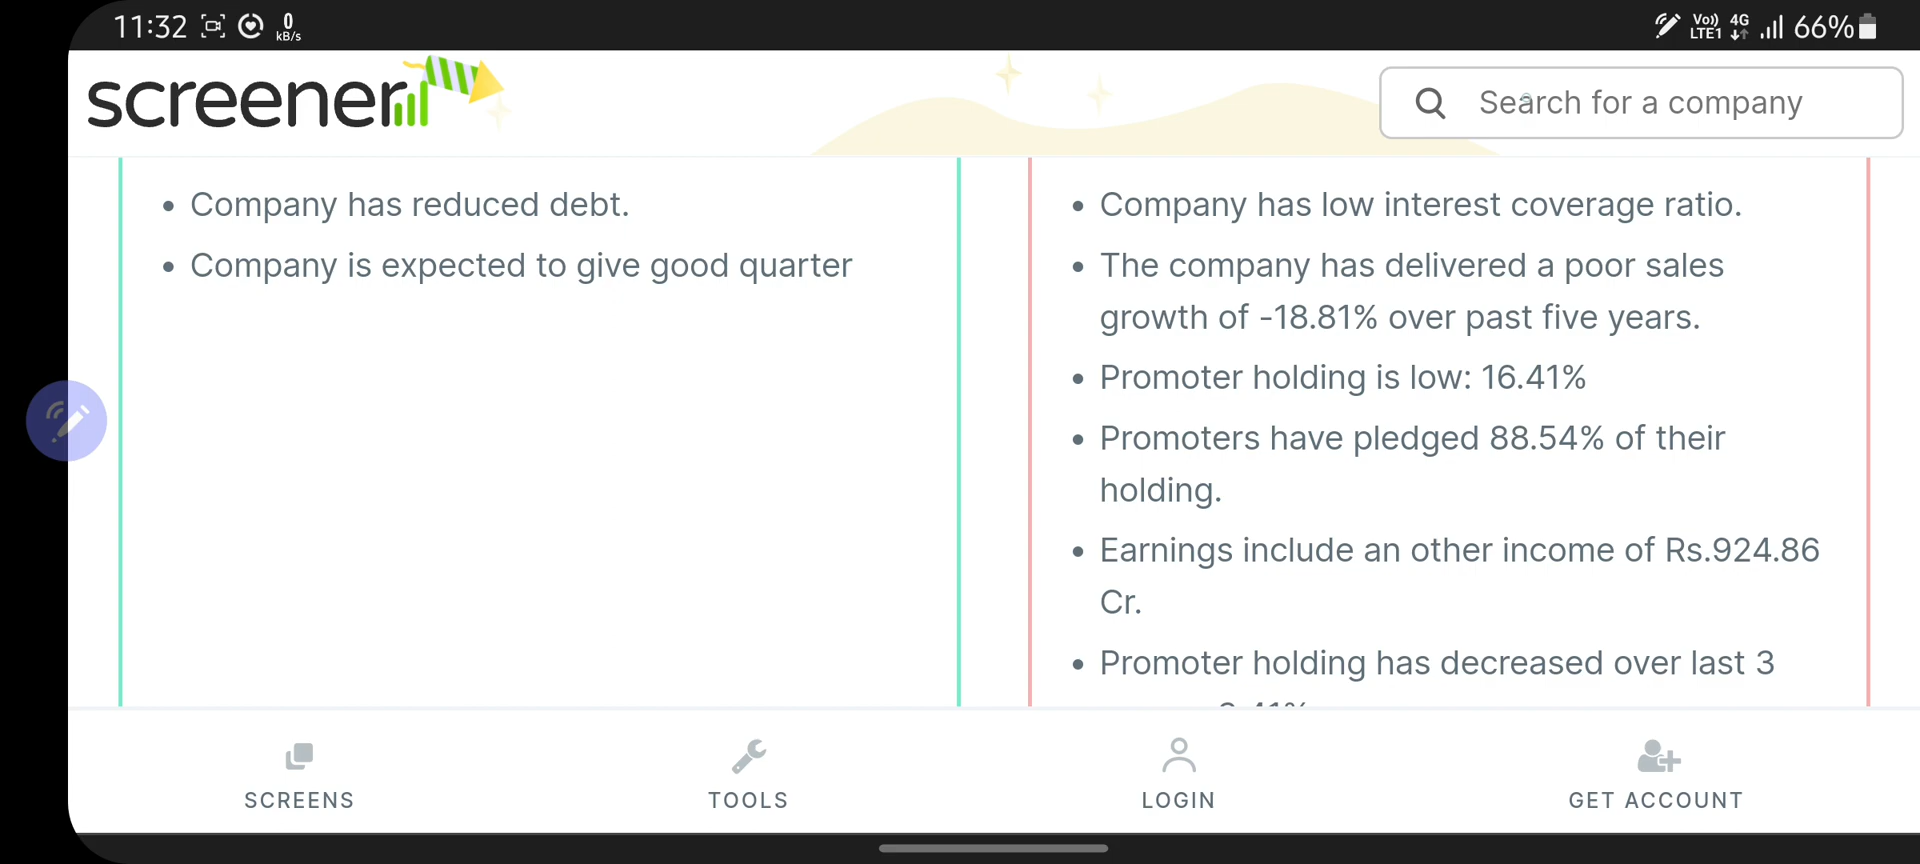 11:32 0 kB/s Vo)) LTE1 4G 66%
screener
Search for a company
Company has reduced debt.
Company is expected to give good quarter
Company has low interest coverage ratio.
The company has delivered a poor sales
growth of -18.81% over past five years.
Promoter holding is low: 16.41%
Promoters have pledged 88.54% of their
holding.
Earnings include an other income of Rs.924.86
Cr.
Promoter holding has decreased over last 3
SCREENS
TOOLS
LOGIN
GET ACCOUNT